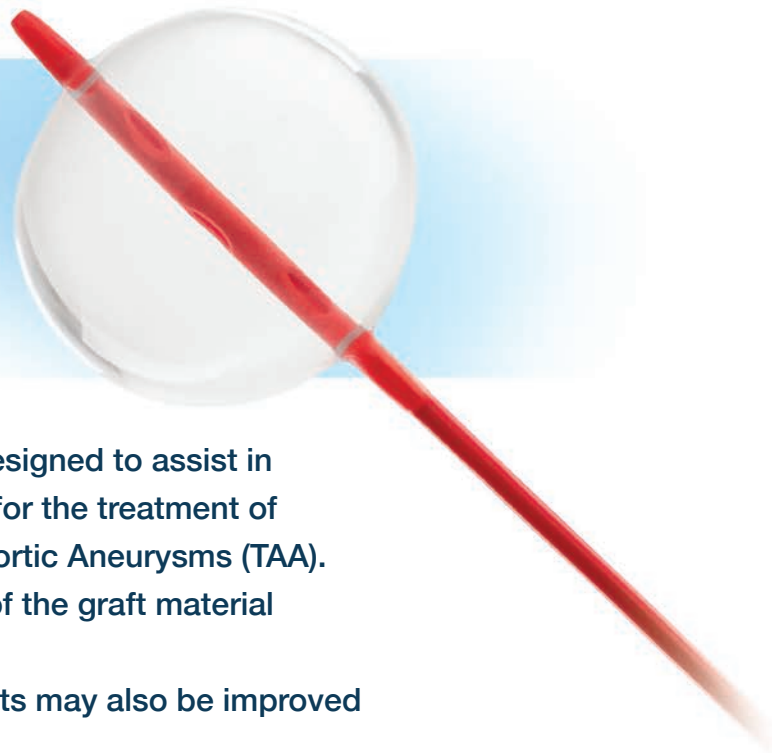 esigned to assist in
for the treatment of
ortic Aneurysms (TAA).
of the graft material
ts may also be improved